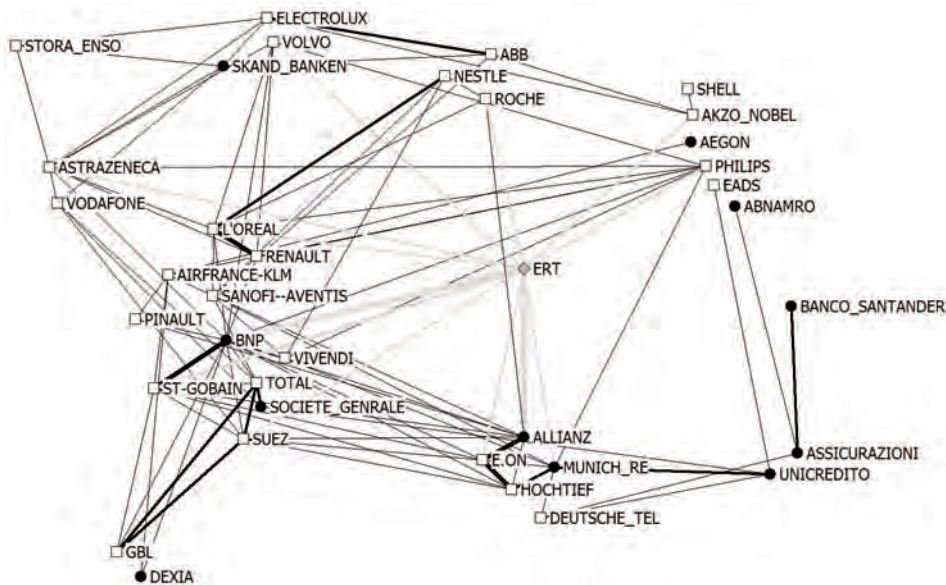 ELECTROLUX
STORA_ENSO
VOLVO
ABB
SKAND_BANKEN
NESTLE
SHELL
ROCHE
AKZO_NOBEL
AEGON
ASTRAZENECA
PHILIPS
EADS
VODAFONE
ABNAMRO
L'OREAL
RENAULT
ERT
AIRFRANCE-KLM
SANOFI--AVENTIS
BANCO_SANTANDER
PINAULT
BNP
VIVENDI
TOTAL
ST-GOBAIN
SOCIETE_GENRALE
SUEZ
ALLIANZ
ASSICURAZIONI
E.ON
MUNICH_RE
UNICREDITO
HOCHTIEF
DEUTSCHE_TEL
GBL
DEXIA